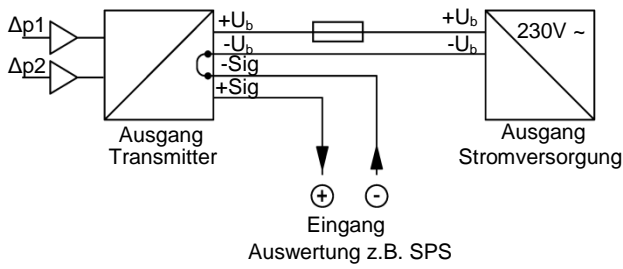 Δp1
Δp2
+Ub
-Ub
-Sig
+Sig
Ausgang
Transmitter
+Ub
-Ub
230V ~
Ausgang
Stromversorgung
+
-
Eingang
Auswertung z.B. SPS